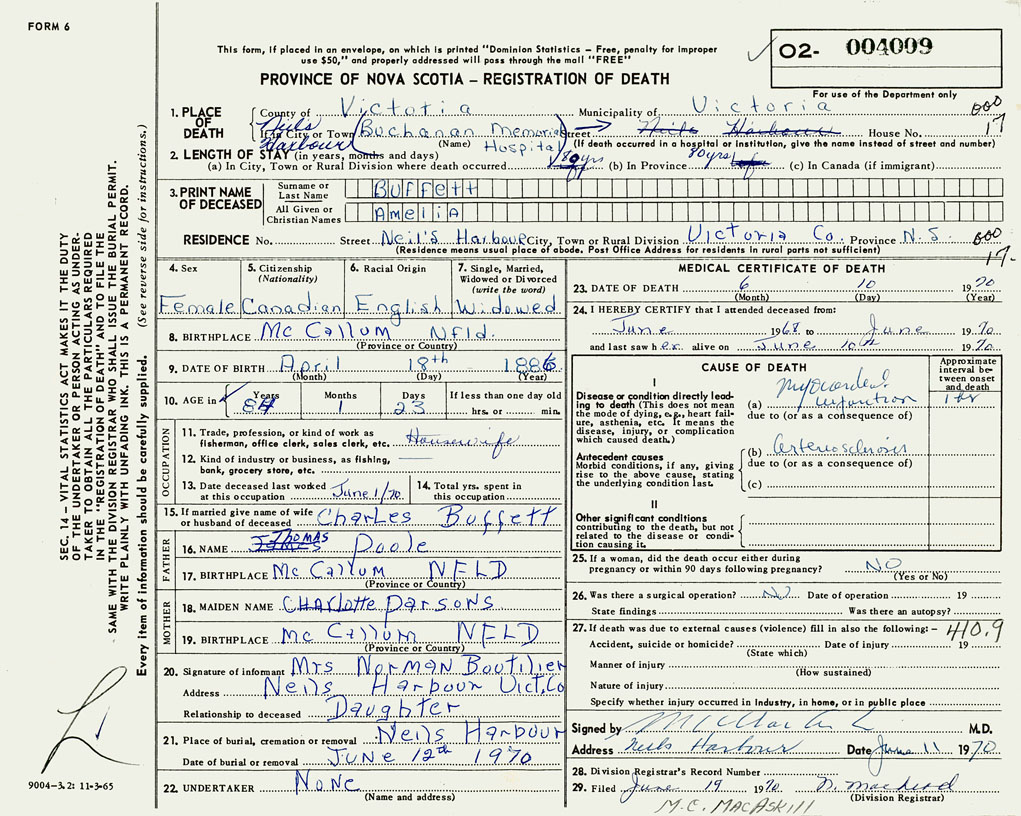 FORM 6
This form, if placed in an envelope, on which is printed "Dominion Statistics – Free, penalty for improper
use $50," and properly addressed will pass through the mail "FREE"
O2- 004009
PROVINCE OF NOVA SCOTIA – REGISTRATION OF DEATH
For use of the Department only
1. PLACE OF DEATH
County of Victoria Municipality of Victoria 000
If in City or Town Neils Harbour (Buchanan Memorial Hospital) Street Neils Harbour House No. 17
(Name) (If death occurred in a hospital or institution, give the name instead of street and number)
2. LENGTH OF STAY (in years, months and days)
(a) In City, Town or Rural Division where death occurred 80yrs (b) In Province 80yrs (c) In Canada (if immigrant)
3. PRINT NAME OF DECEASED
Surname or Last Name BUFFETT
All Given or Christian Names AMELIA
RESIDENCE No. Street Neil's Harbour City, Town or Rural Division Victoria Co. Province N.S. 000
(Residence means usual place of abode. Post Office Address for residents in rural parts not sufficient) 17-
4. Sex Female
5. Citizenship (Nationality) Canadian
6. Racial Origin English
7. Single, Married, Widowed or Divorced (write the word) Widowed
8. BIRTHPLACE McCallum Nfld.
(Province or Country)
9. DATE OF BIRTH April 18th 1886
(Month) (Day) (Year)
10. AGE in Years 84 Months 1 Days 23 If less than one day old hrs. or min.
OCCUPATION
11. Trade, profession, or kind of work as fisherman, office clerk, sales clerk, etc. Housewife
12. Kind of industry or business, as fishing, bank, grocery store, etc.
13. Date deceased last worked at this occupation June 1/70
14. Total yrs. spent in this occupation
15. If married give name of wife or husband of deceased Charles Buffett
FATHER
16. NAME James Thomas Poole
17. BIRTHPLACE McCallum NFLD
(Province or Country)
MOTHER
18. MAIDEN NAME Charlotte Parsons
19. BIRTHPLACE McCallum NFLD
(Province or Country)
20. Signature of informant Mrs Norman Boutilier
Address Neils Harbour Vict. Co
Relationship to deceased Daughter
21. Place of burial, cremation or removal Neils Harbour
Date of burial or removal June 12th 1970
22. UNDERTAKER None
(Name and address)
MEDICAL CERTIFICATE OF DEATH
23. DATE OF DEATH 6 10 1970
(Month) (Day) (Year)
24. I HEREBY CERTIFY that I attended deceased from:
June 1968 to June 1970
and last saw her alive on June 10th 1970
CAUSE OF DEATH
Approximate interval between onset and death
I
Disease or condition directly leading to death (This does not mean the mode of dying, e.g., heart failure, asthenia, etc. It means the disease, injury, or complication which caused death.)
(a) Myocardial infarction 1 hr
due to (or as a consequence of)
Antecedent causes
Morbid conditions, if any, giving rise to the above cause, stating the underlying condition last.
(b) Arteriosclerosis
due to (or as a consequence of)
(c)
II
Other significant conditions
contributing to the death, but not related to the disease or condition causing it.
25. If a woman, did the death occur either during pregnancy or within 90 days following pregnancy? NO
(Yes or No)
26. Was there a surgical operation? No Date of operation 19
State findings Was there an autopsy?
27. If death was due to external causes (violence) fill in also the following: – 410.9
Accident, suicide or homicide? Date of injury 19
(State which)
Manner of injury
(How sustained)
Nature of injury
Specify whether injury occurred in industry, in home, or in public place
Signed by M.D.
Address Neils Harbour Date June 11 1970
28. Division Registrar's Record Number
29. Filed June 19 1970 N. Macleod
(Division Registrar)
M.C. MACASKILL
9004-3.2: 11-3-65
SEC. 14 – VITAL STATISTICS ACT MAKES IT THE DUTY
OF THE UNDERTAKER OR PERSON ACTING AS UNDER-
TAKER TO OBTAIN ALL THE PARTICULARS REQUIRED
IN THE "REGISTRATION OF DEATH" AND TO FILE THE
SAME WITH THE DIVISION REGISTRAR WHO SHALL ISSUE THE BURIAL PERMIT.
WRITE PLAINLY WITH UNFADING INK. THIS IS A PERMANENT RECORD.
Every item of information should be carefully supplied. (See reverse side for instructions.)